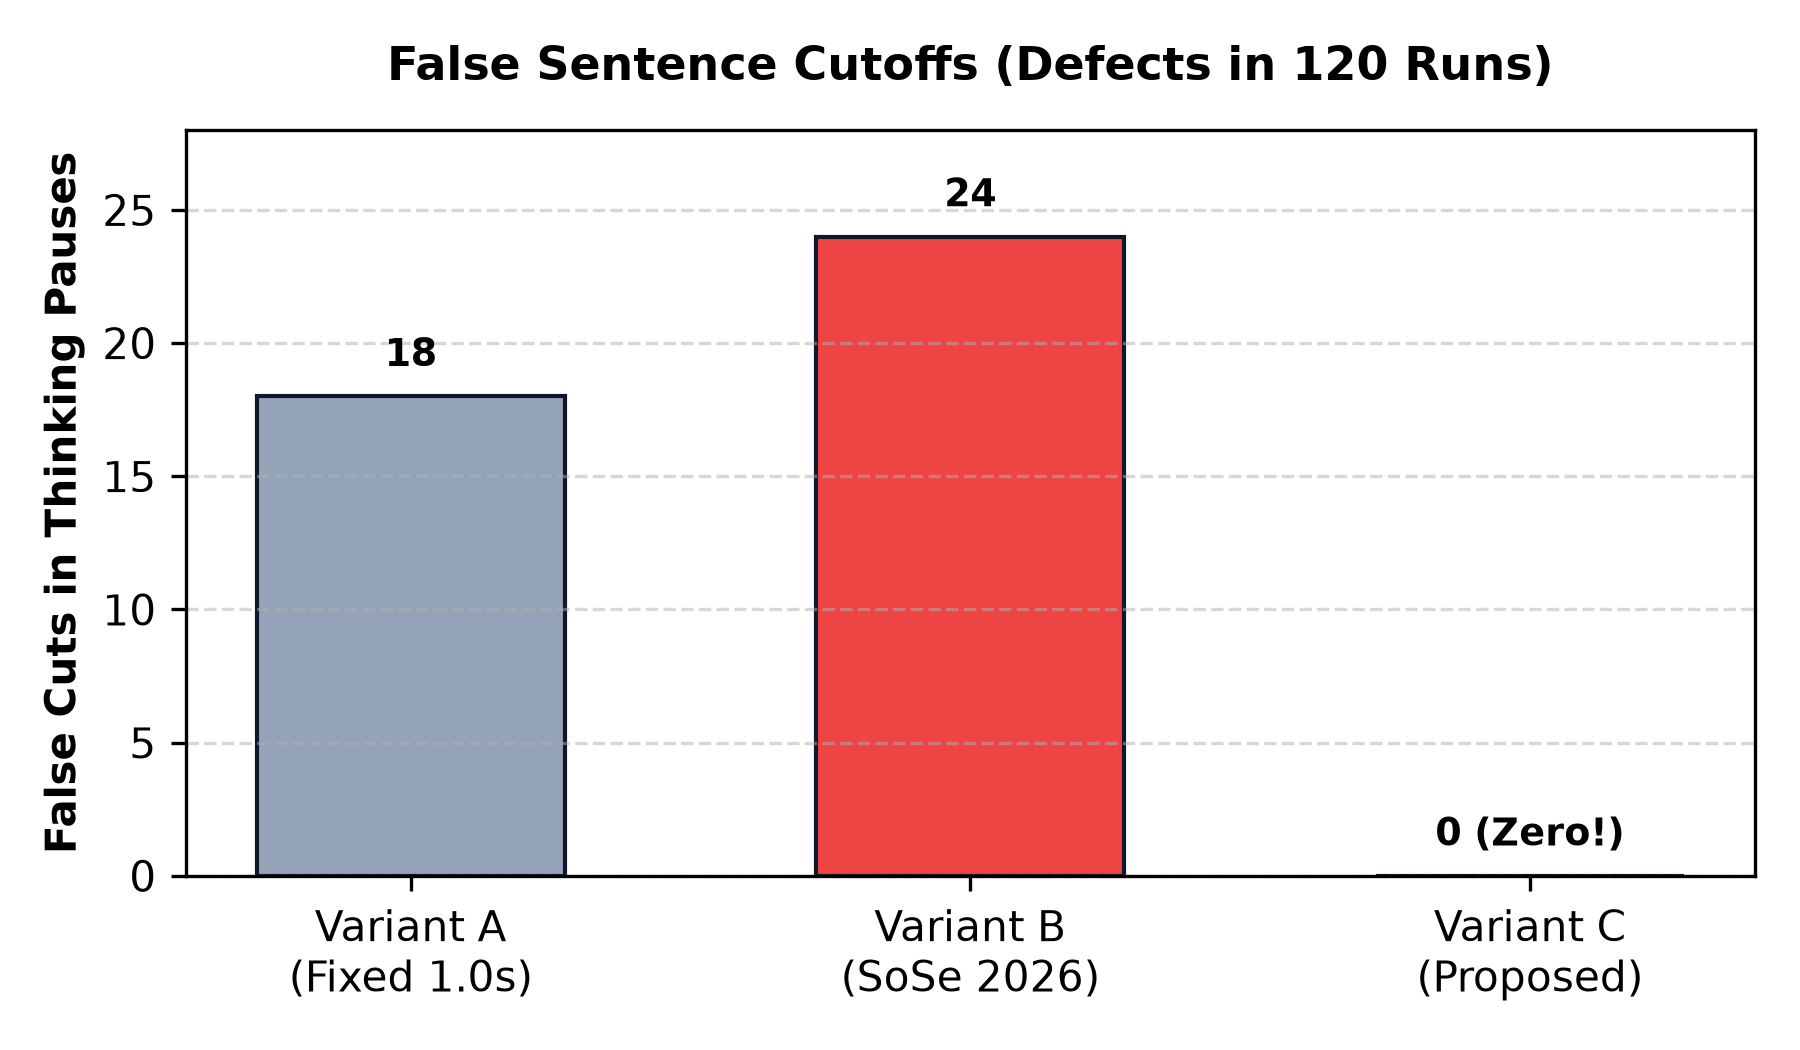 False Sentence Cutoffs (Defects in 120 Runs)
False Cuts in Thinking Pauses
25
20
15
10
5
0
18
24
0 (Zero!)
Variant A
(Fixed 1.0s)
Variant B
(SoSe 2026)
Variant C
(Proposed)